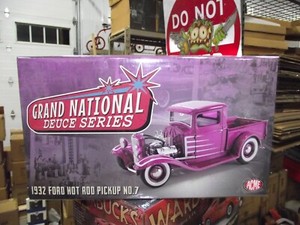 DO NOT
GRAND NATIONAL
DEUCE SERIES
1932 FORD HOT ROD PICKUP NO.7
ACME